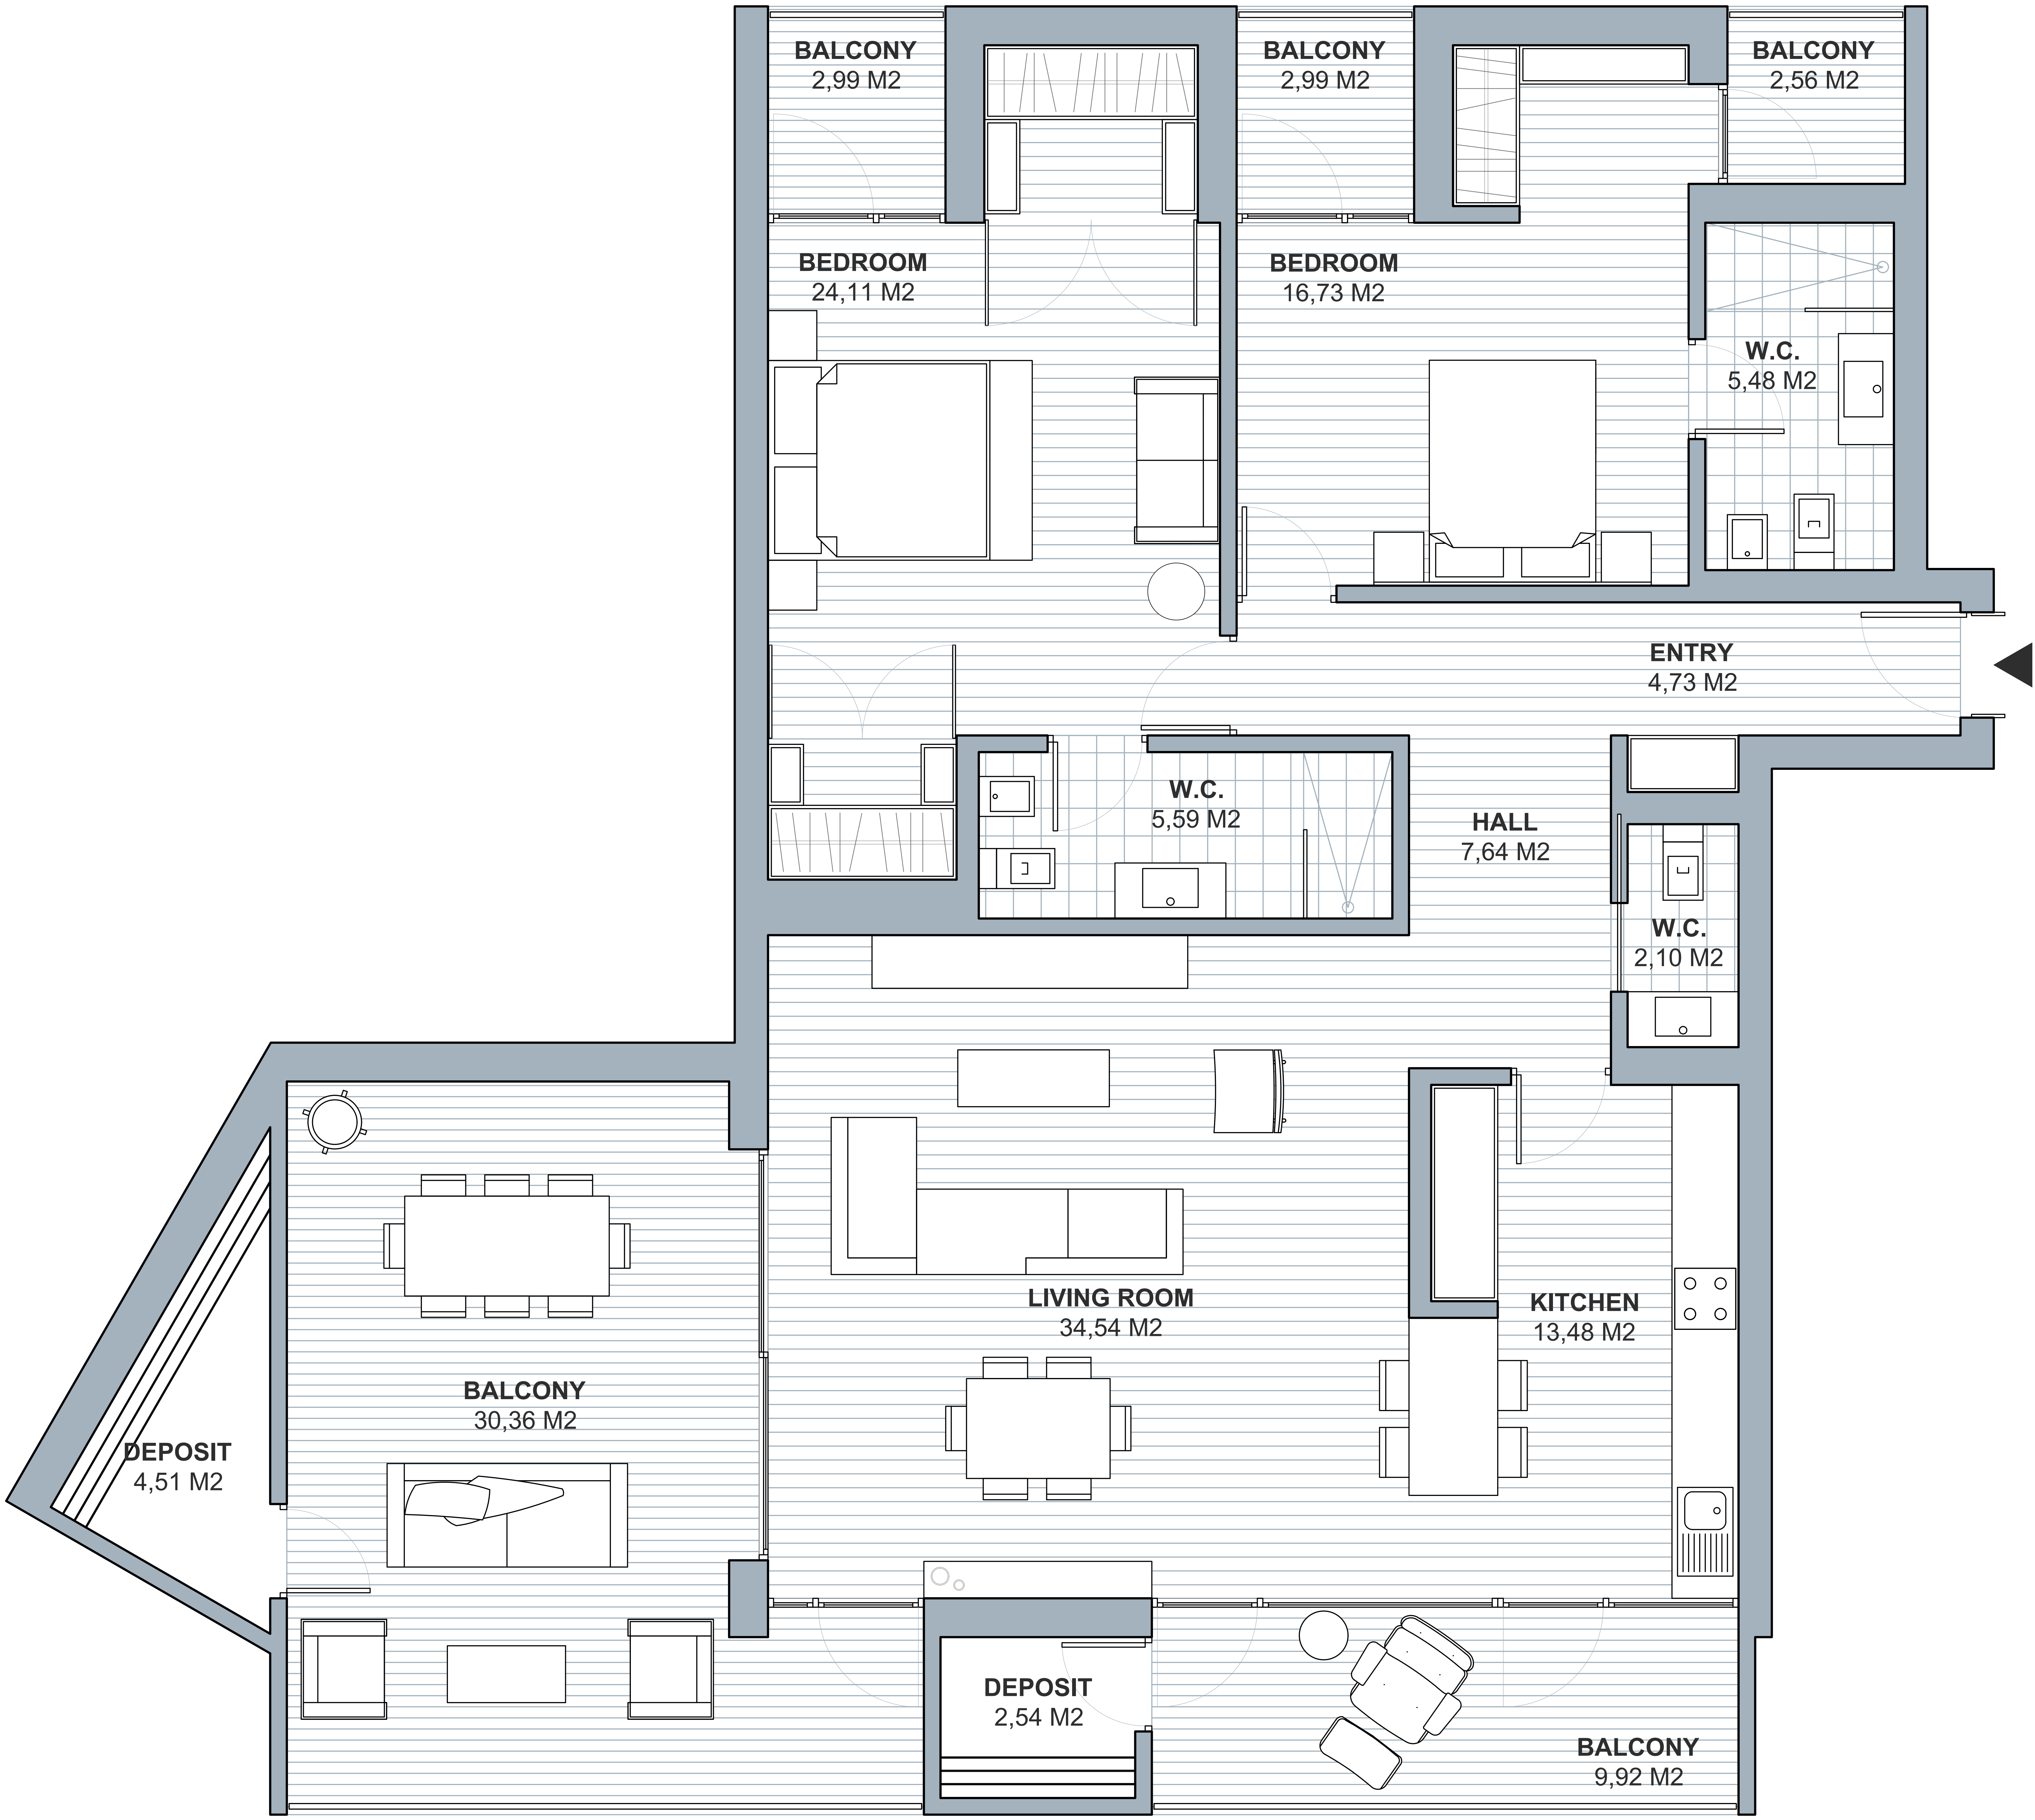 BALCONY
2,99 M2
BALCONY
2,99 M2
BALCONY
2,56 M2
BEDROOM
24,11 M2
BEDROOM
16,73 M2
W.C.
5,48 M2
ENTRY
4,73 M2
W.C.
5,59 M2
HALL
7,64 M2
W.C.
2,10 M2
LIVING ROOM
34,54 M2
KITCHEN
13,48 M2
BALCONY
30,36 M2
DEPOSIT
4,51 M2
DEPOSIT
2,54 M2
BALCONY
9,92 M2